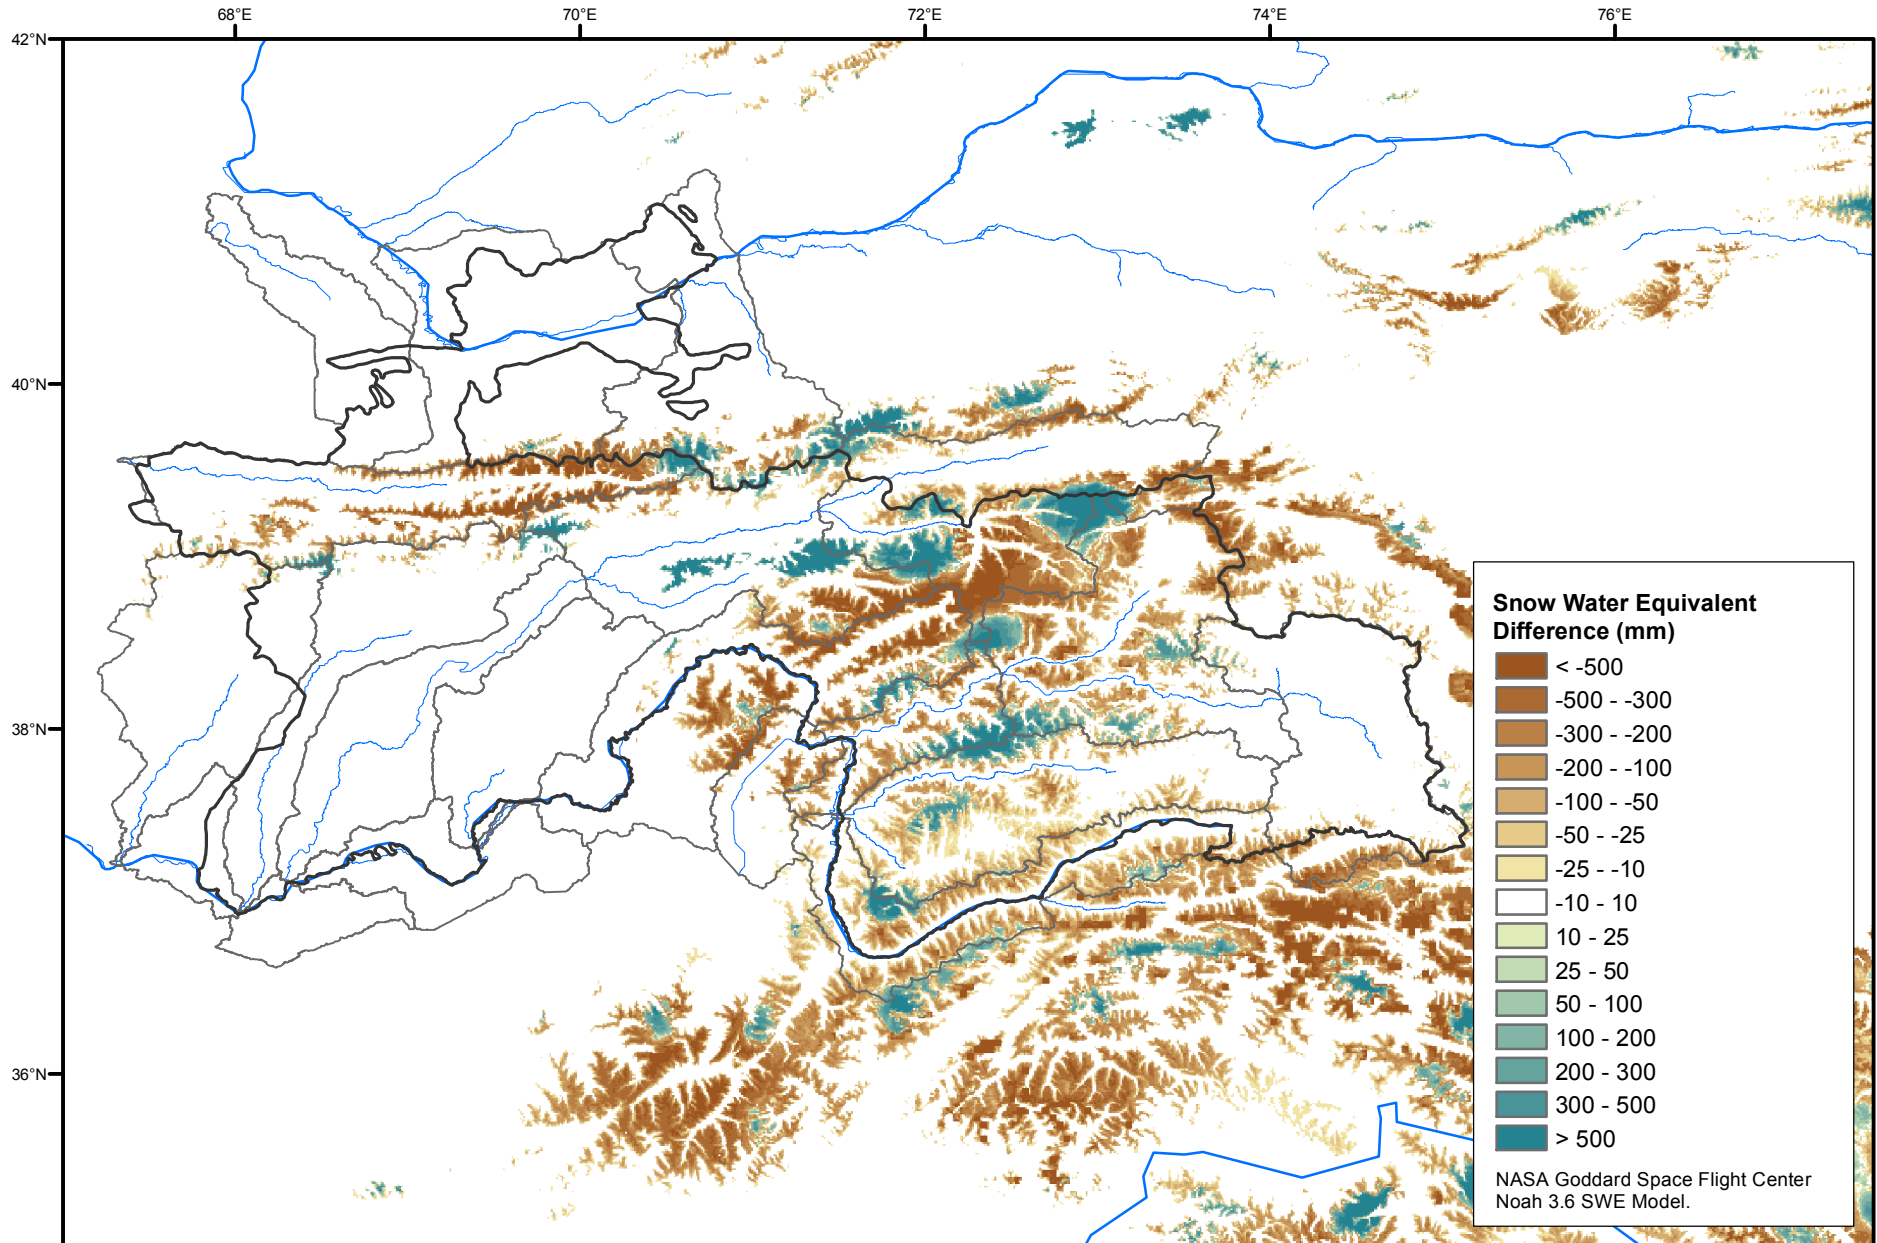 68°E
70°E
72°E
74°E
76°E
42°N
40°N
38°N
36°N
Snow Water Equivalent
Difference (mm)
< -500
-500 - -300
-300 - -200
-200 - -100
-100 - -50
-50 - -25
-25 - -10
-10 - 10
10 - 25
25 - 50
50 - 100
100 - 200
200 - 300
300 - 500
> 500
NASA Goddard Space Flight Center
Noah 3.6 SWE Model.